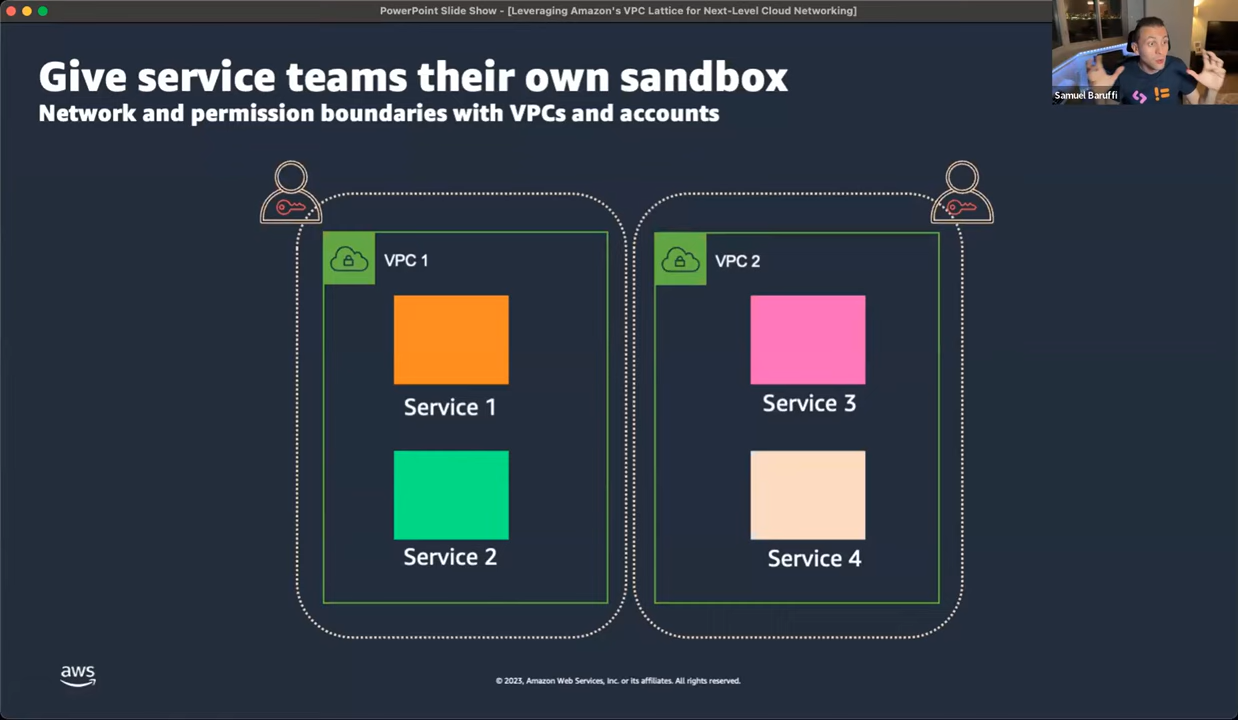 PowerPoint Slide Show - [Leveraging Amazon's VPC Lattice for Next-Level Cloud Networking]
Give service teams their own sandbox
Network and permission boundaries with VPCs and accounts
Samuel Baruffi
VPC 1
VPC 2
Service 1
Service 3
Service 2
Service 4
aws
© 2023, Amazon Web Services, Inc. or its affiliates. All rights reserved.